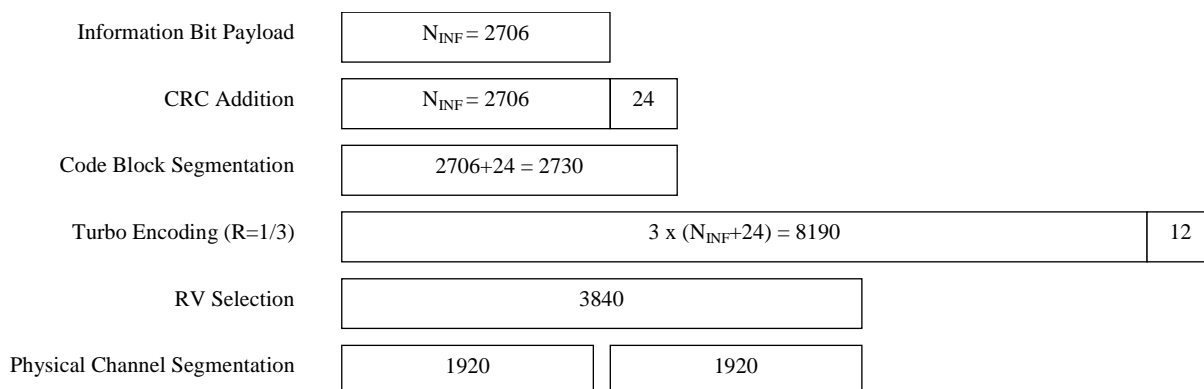 Information Bit Payload N_INF = 2706
CRC Addition N_INF = 2706 24
Code Block Segmentation 2706+24 = 2730
Turbo Encoding (R=1/3) 3 x (N_INF+24) = 8190 12
RV Selection 3840
Physical Channel Segmentation 1920 1920